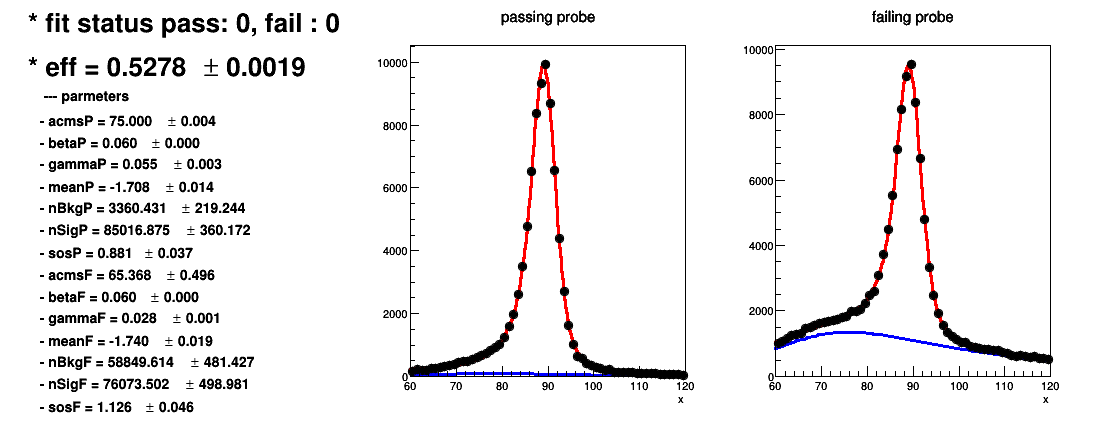 * fit status pass: 0, fail : 0
* eff = 0.5278 ± 0.0019
--- parmeters
- acmsP = 75.000 ± 0.004
- betaP = 0.060 ± 0.000
- gammaP = 0.055 ± 0.003
- meanP = -1.708 ± 0.014
- nBkgP = 3360.431 ± 219.244
- nSigP = 85016.875 ± 360.172
- sosP = 0.881 ± 0.037
- acmsF = 65.368 ± 0.496
- betaF = 0.060 ± 0.000
- gammaF = 0.028 ± 0.001
- meanF = -1.740 ± 0.019
- nBkgF = 58849.614 ± 481.427
- nSigF = 76073.502 ± 498.981
- sosF = 1.126 ± 0.046
passing probe
10000
8000
6000
4000
2000
0
60 70 80 90 100 110 120
x
failing probe
10000
8000
6000
4000
2000
0
60 70 80 90 100 110 120
x